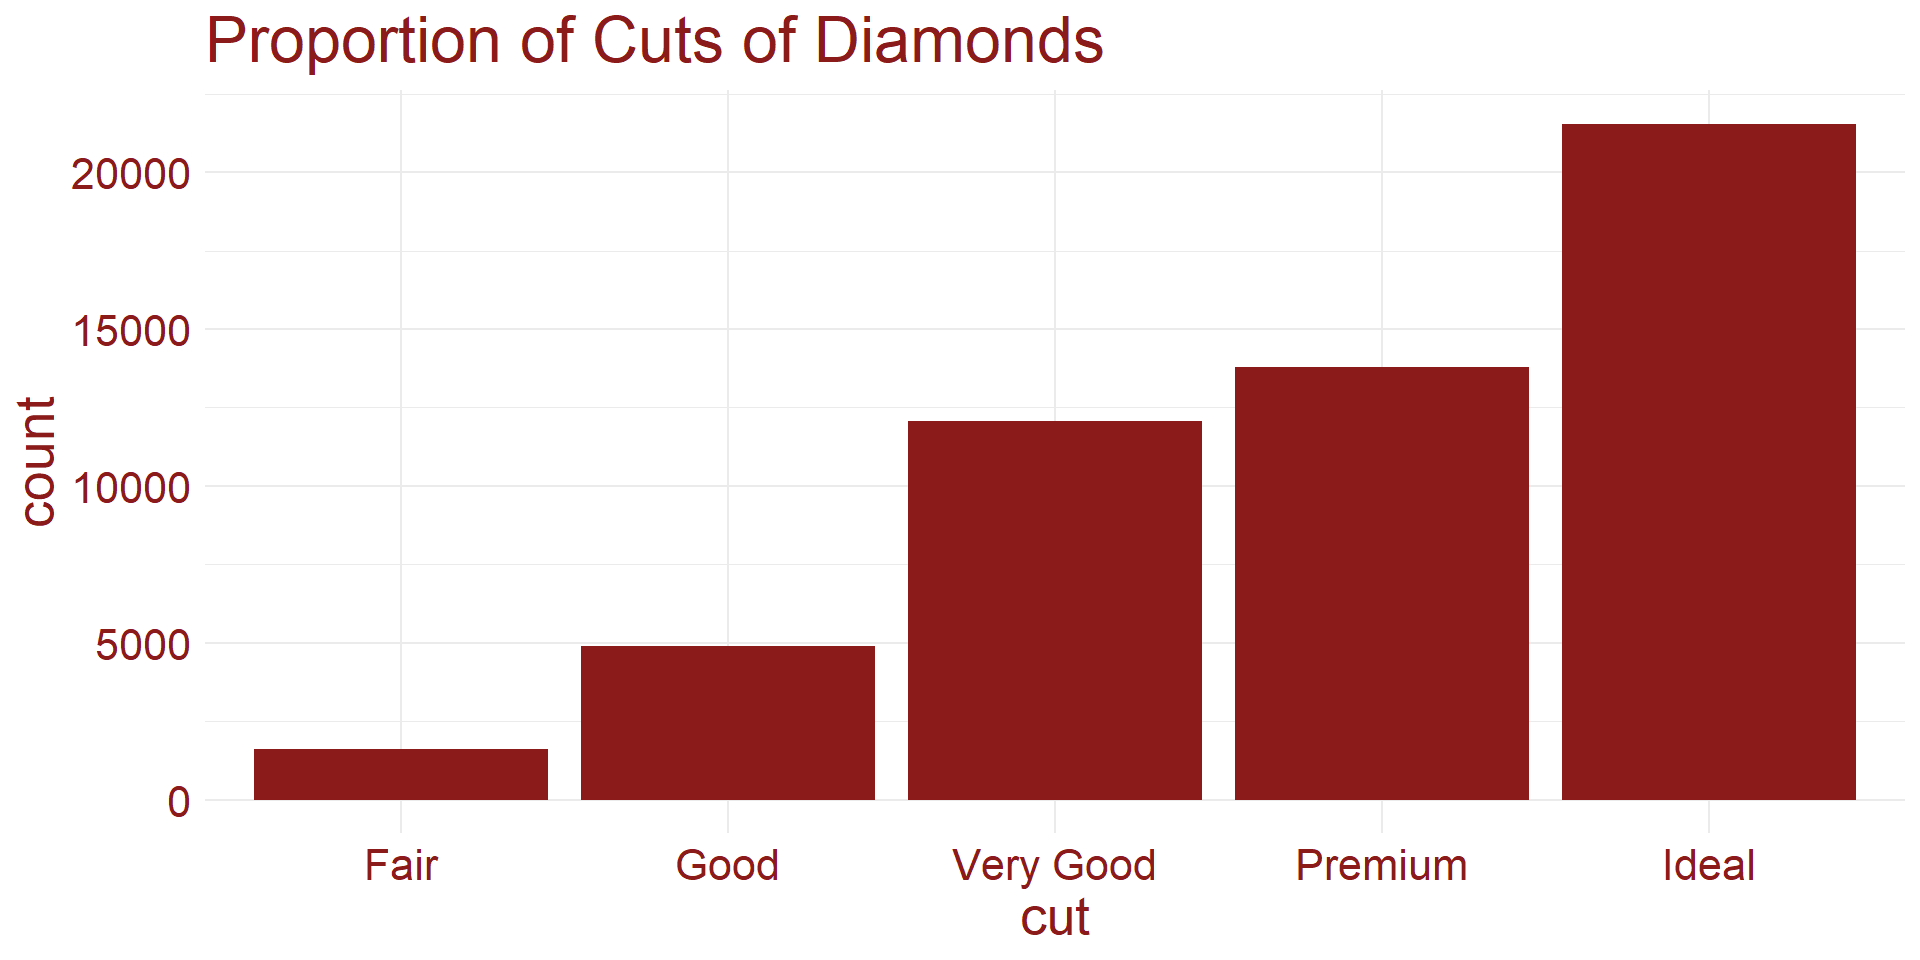 Proportion of Cuts of Diamonds
count
20000
15000
10000
5000
0
Fair Good Very Good Premium Ideal
cut